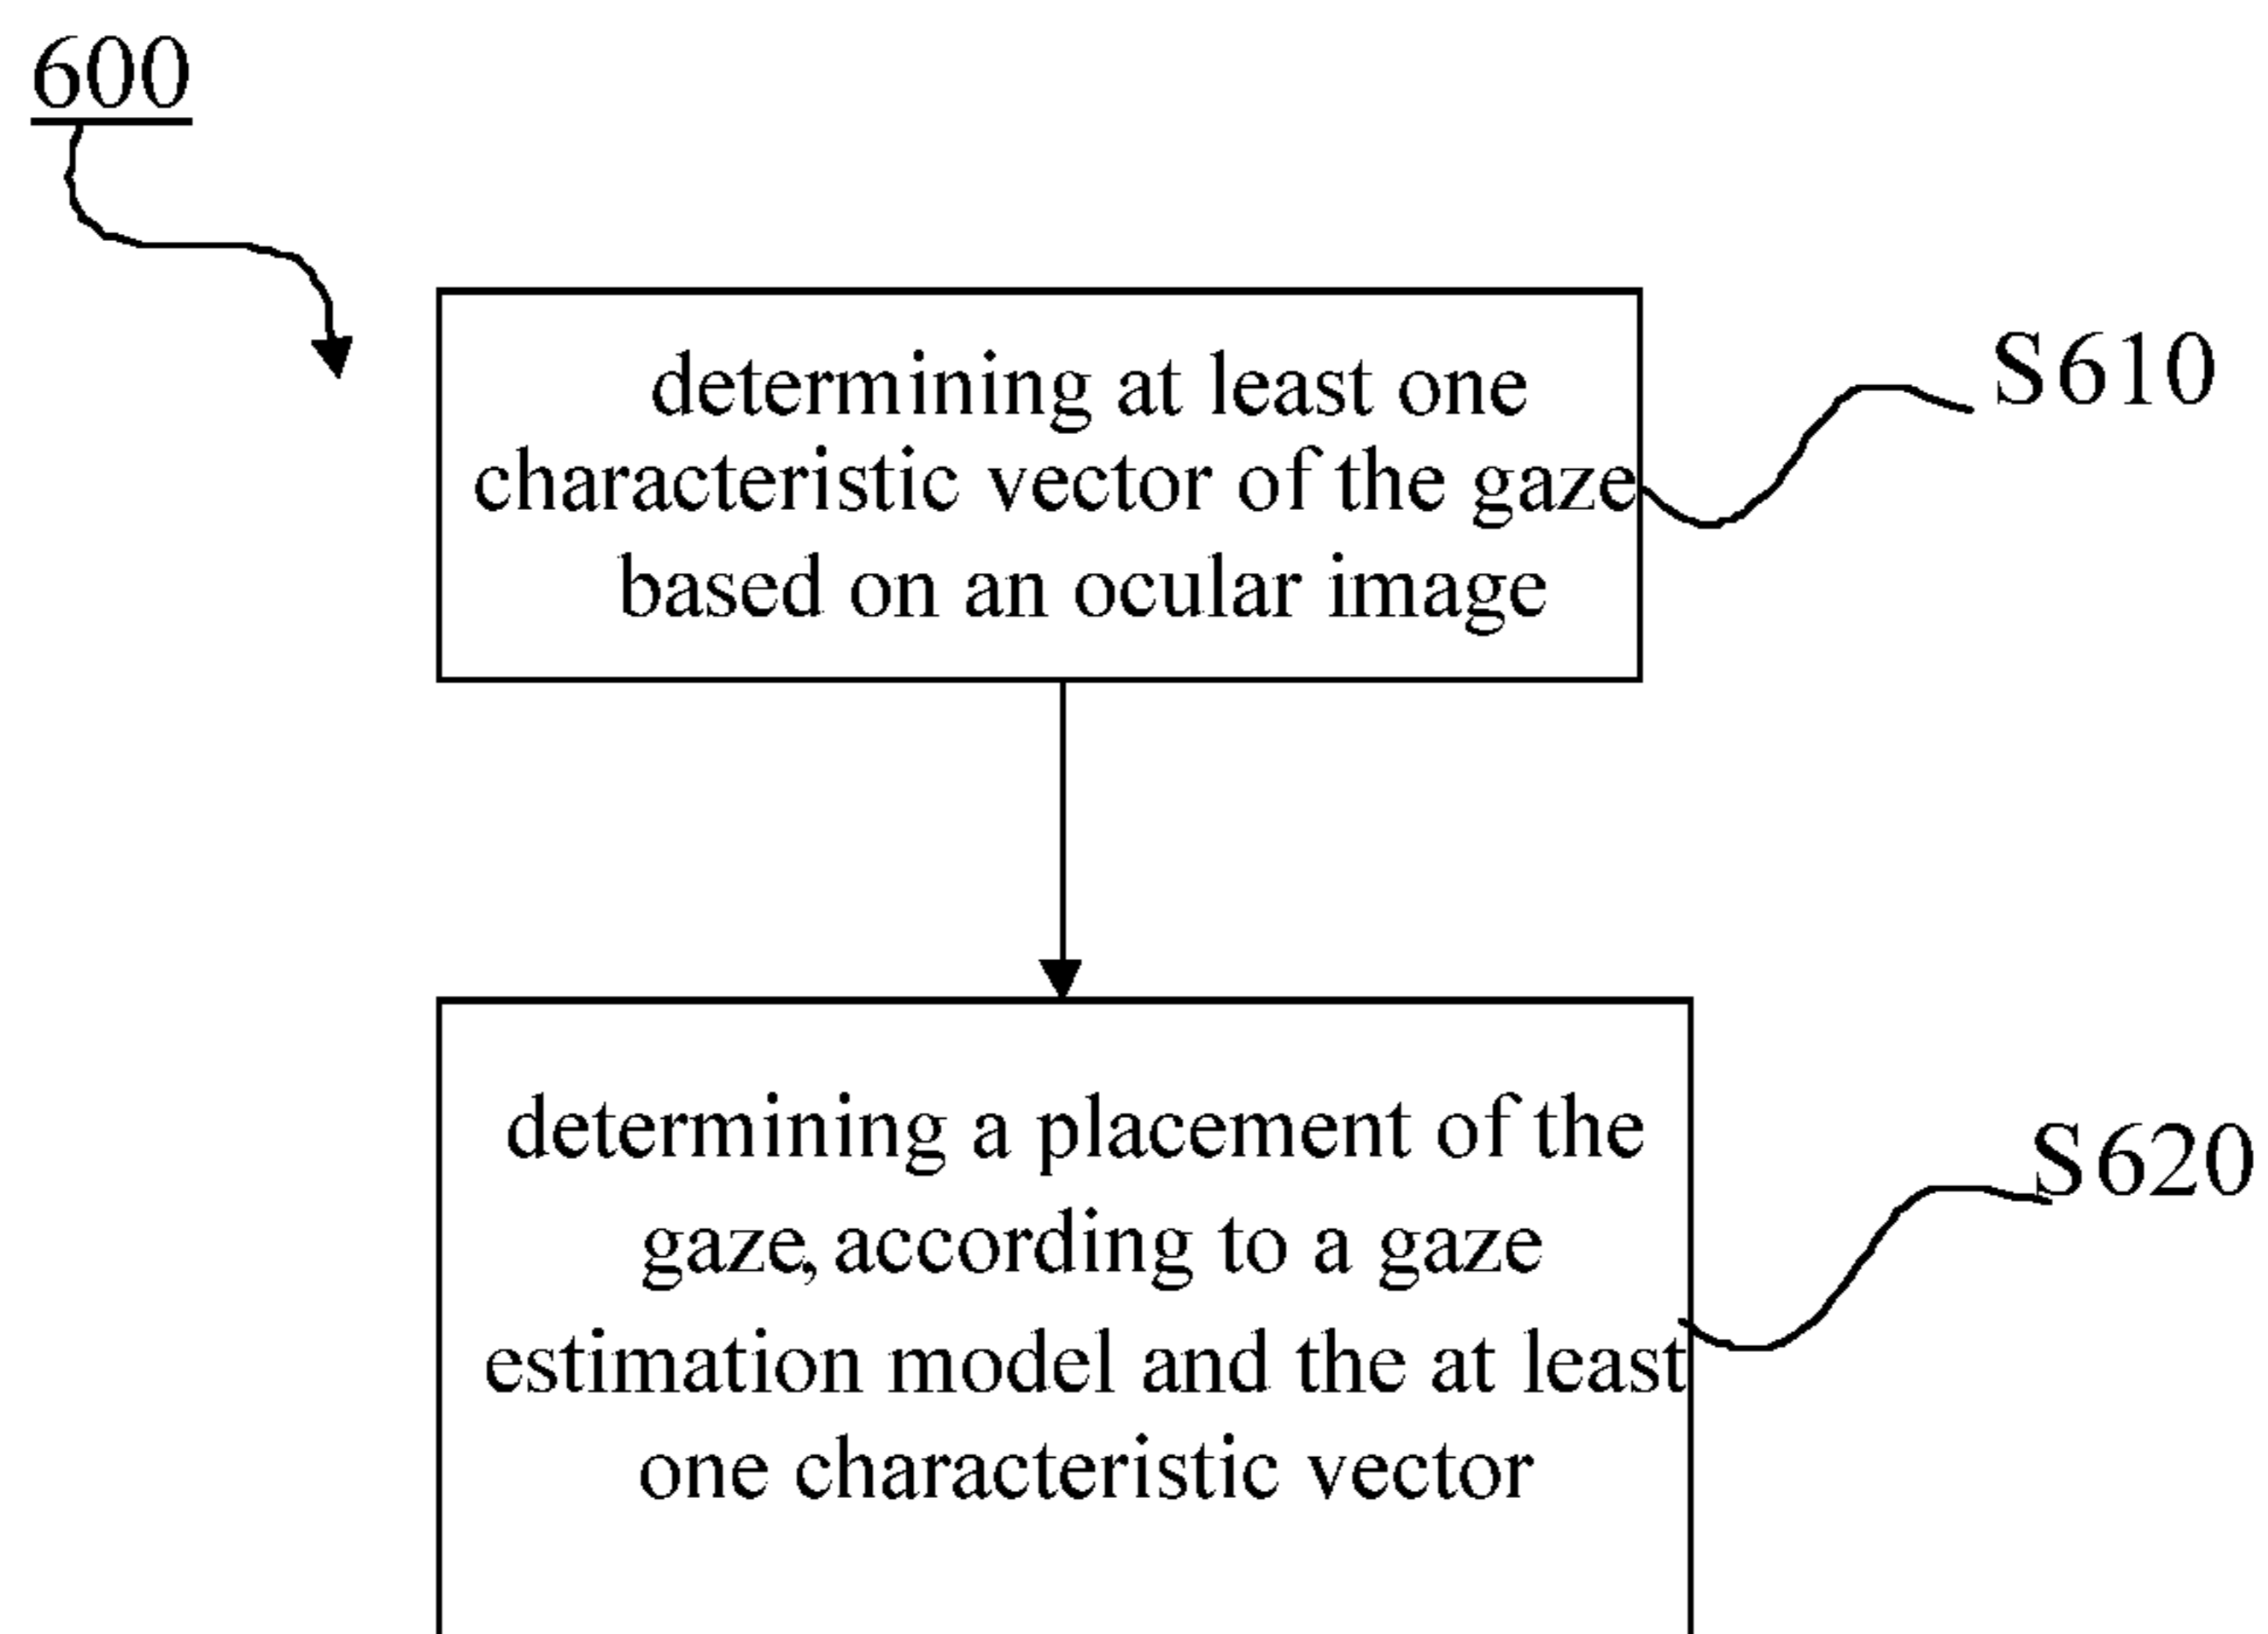 600
determining at least one
characteristic vector of the gaze
based on an ocular image
S610
determining a placement of the
gaze, according to a gaze
estimation model and the at least
one characteristic vector
S620